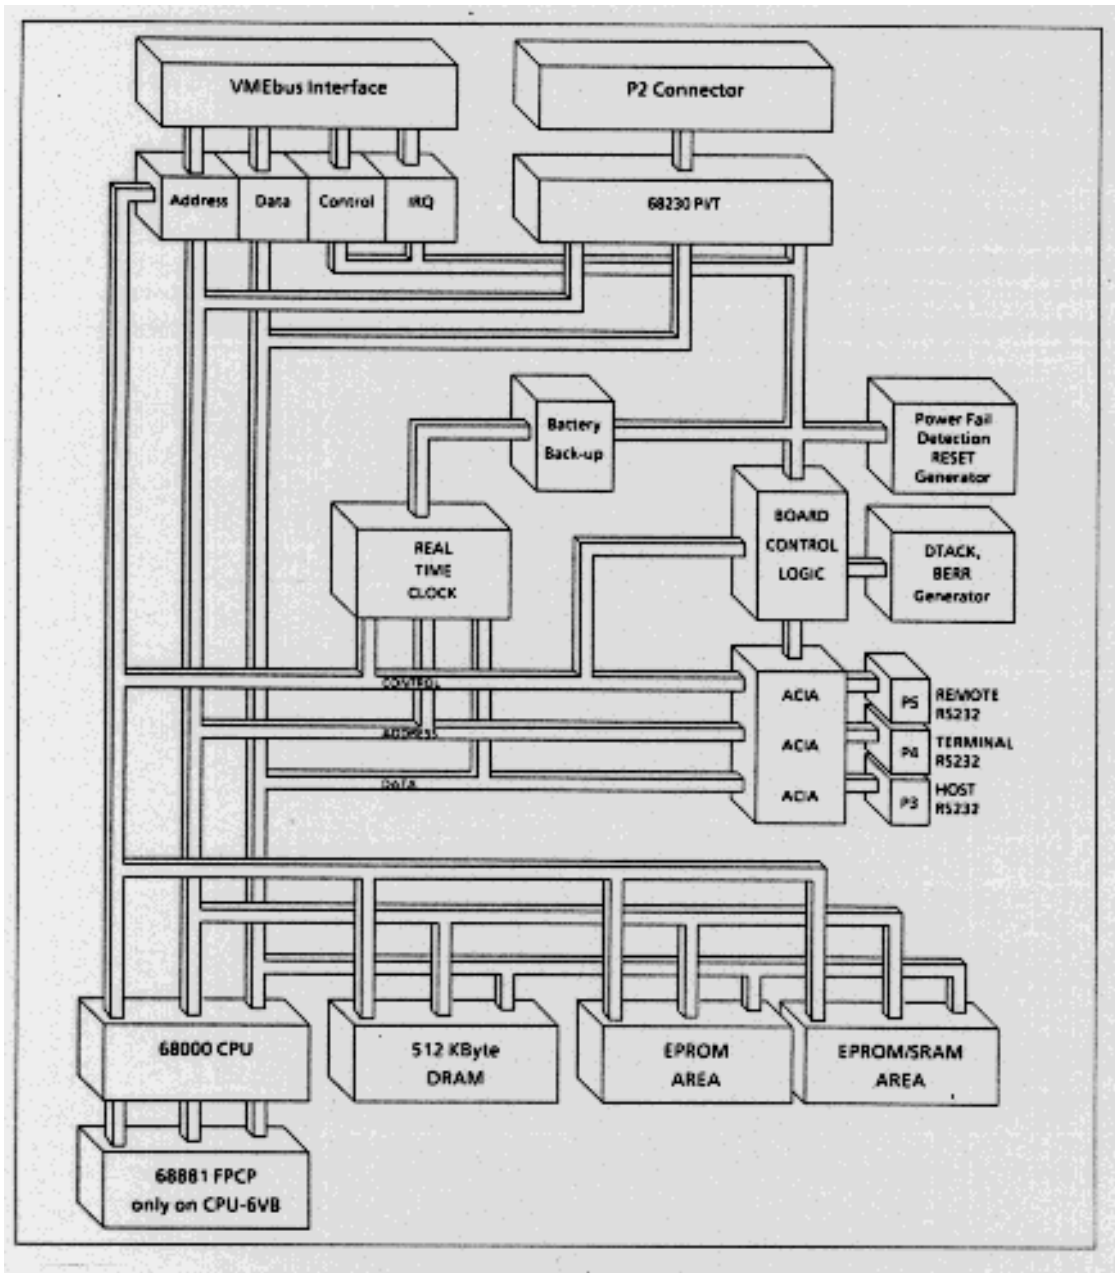 VMEbus Interface
P2 Connector
Address
Data
Control
IRQ
68230 PI/T
Battery
Back-up
Power Fail
Detection
RESET
Generator
BOARD
CONTROL
LOGIC
DTACK,
BERR
Generator
REAL
TIME
CLOCK
CONTROL
ADDRESS
DATA
ACIA
ACIA
ACIA
P5
REMOTE
RS232
P4
TERMINAL
RS232
P3
HOST
RS232
68000 CPU
512 KByte
DRAM
EPROM
AREA
EPROM/SRAM
AREA
68881 FPCP
only on CPU-6VB